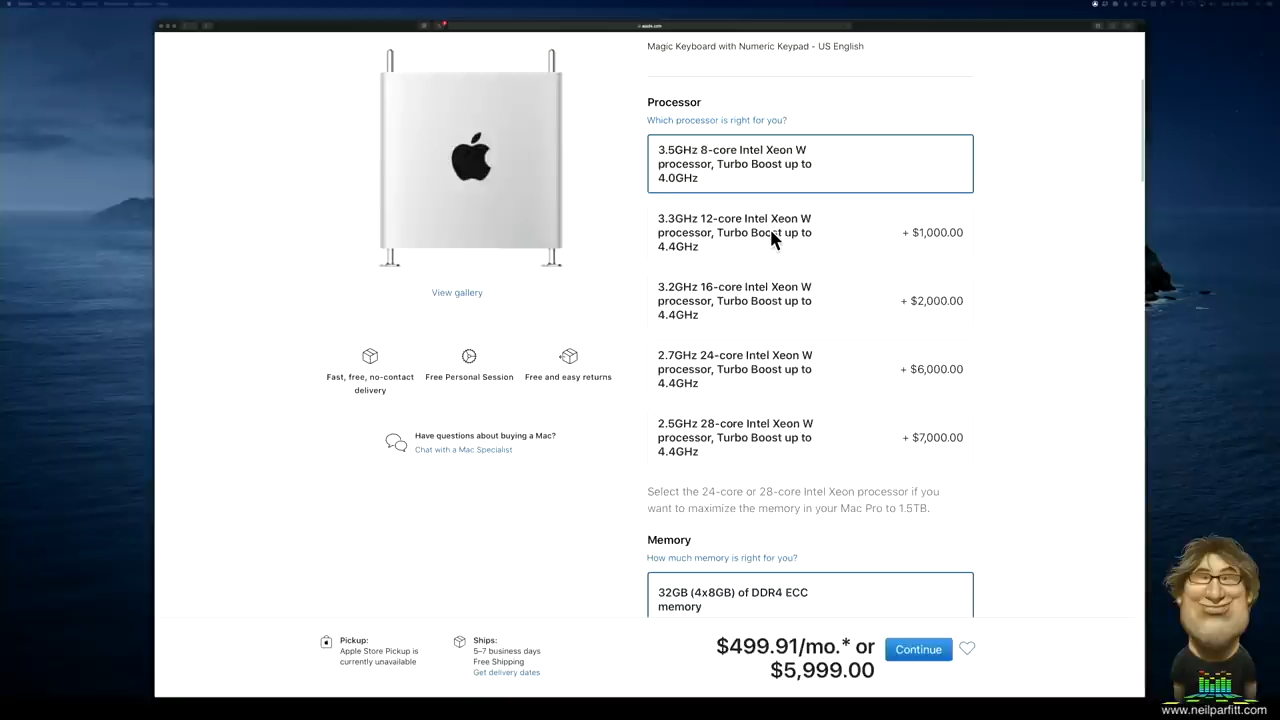 apple.com
Magic Keyboard with Numeric Keypad - US English
Processor
Which processor is right for you?
3.5GHz 8-core Intel Xeon W
processor, Turbo Boost up to
4.0GHz
3.3GHz 12-core Intel Xeon W
processor, Turbo Boost up to
4.4GHz
+ $1,000.00
3.2GHz 16-core Intel Xeon W
processor, Turbo Boost up to
4.4GHz
+ $2,000.00
2.7GHz 24-core Intel Xeon W
processor, Turbo Boost up to
4.4GHz
+ $6,000.00
2.5GHz 28-core Intel Xeon W
processor, Turbo Boost up to
4.4GHz
+ $7,000.00
Select the 24-core or 28-core Intel Xeon processor if you
want to maximize the memory in your Mac Pro to 1.5TB.
Memory
How much memory is right for you?
32GB (4x8GB) of DDR4 ECC
memory
View gallery
Fast, free, no-contact
delivery
Free Personal Session
Free and easy returns
Have questions about buying a Mac?
Chat with a Mac Specialist
Pickup:
Apple Store Pickup is
currently unavailable
Ships:
5–7 business days
Free Shipping
Get delivery dates
$499.91/mo.* or
$5,999.00
Continue
www.neilparfitt.com